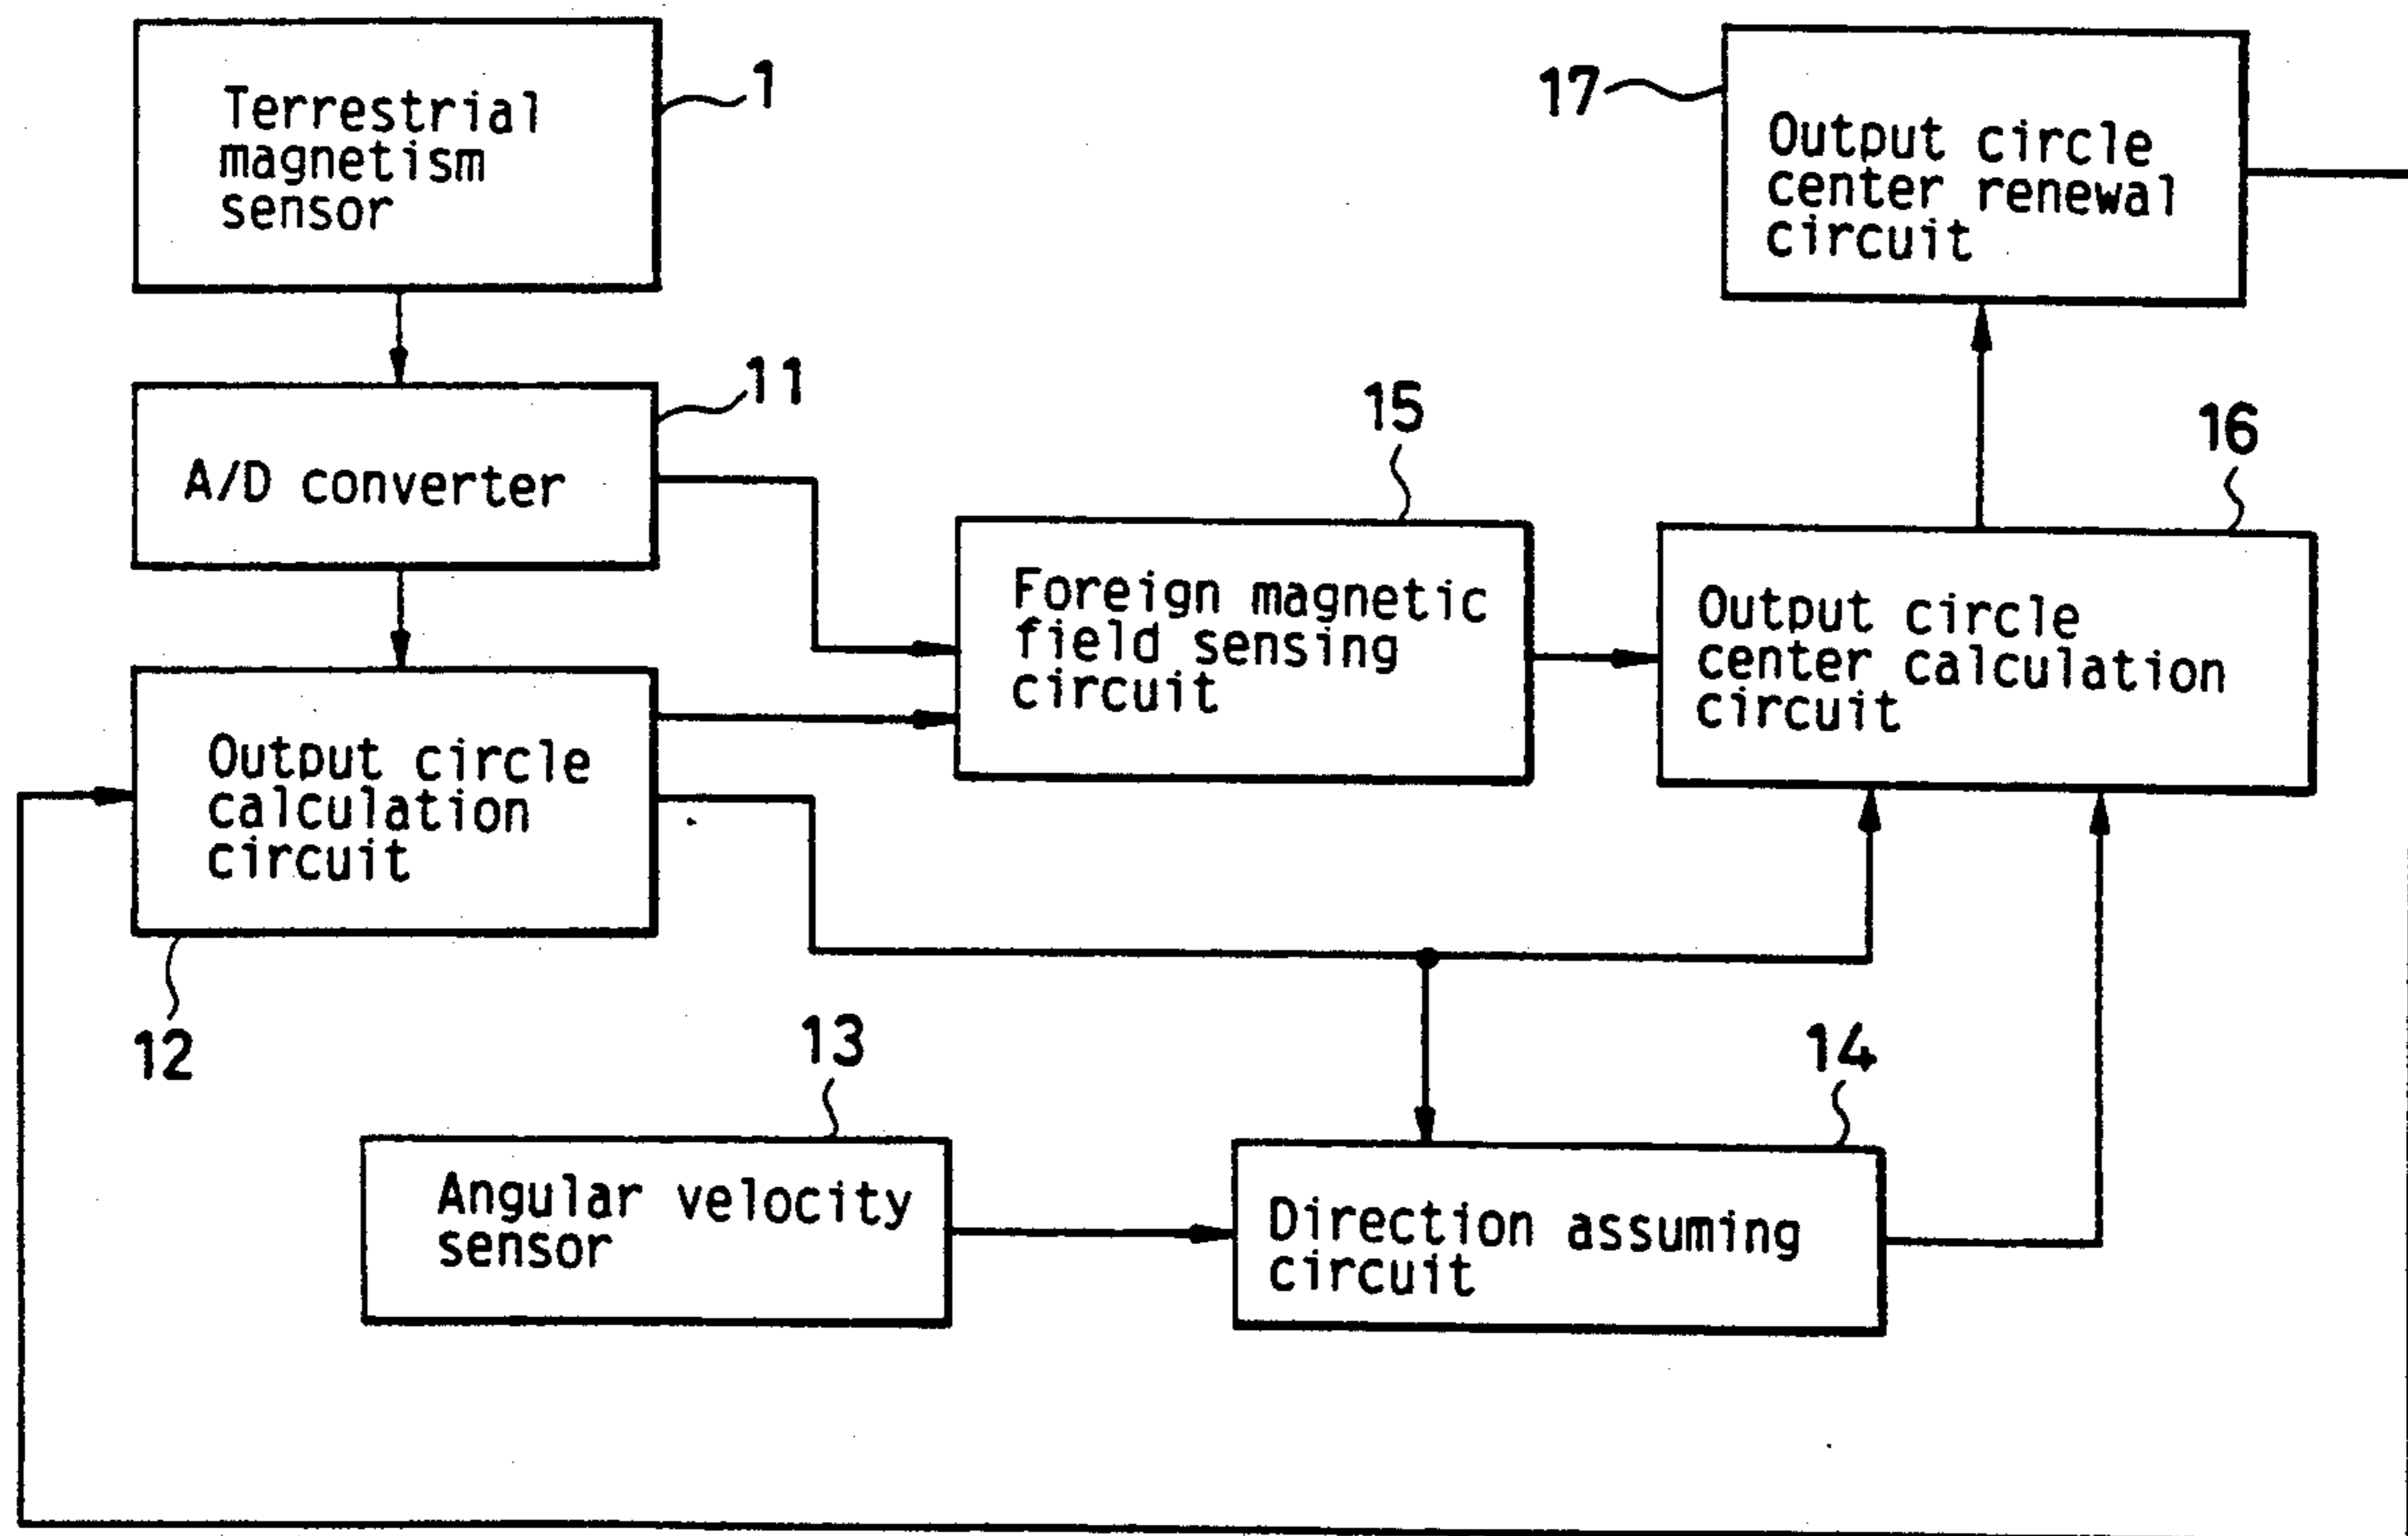 Terrestrial
magnetism
sensor
1
17
Output circle
center renewal
circuit
11
A/D converter
15
Foreign magnetic
field sensing
circuit
16
Output circle
center calculation
circuit
Output circle
calculation
circuit
12
13
Angular velocity
sensor
14
Direction assuming
circuit